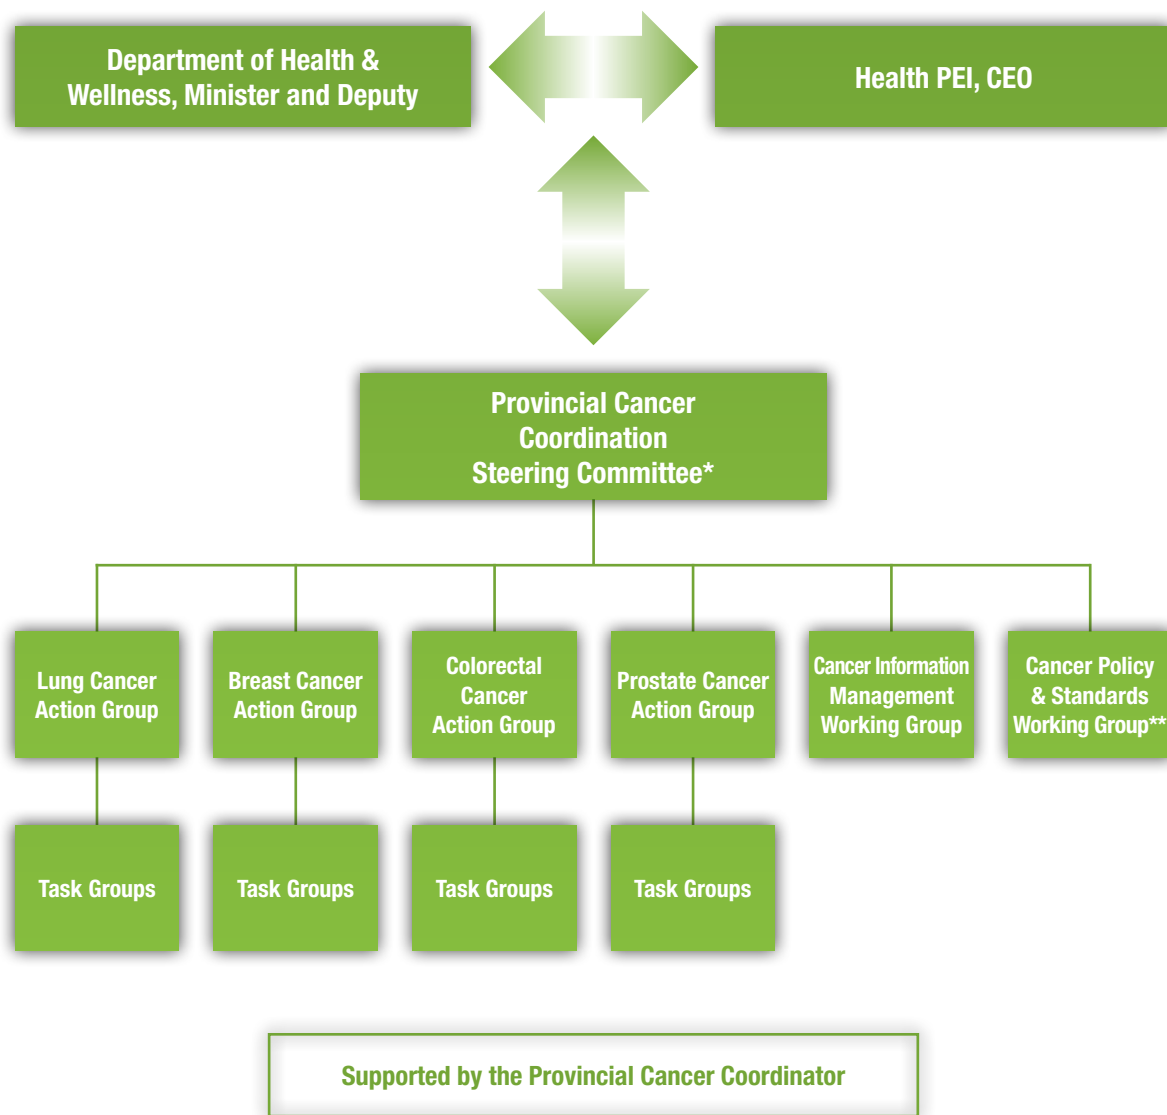 Department of Health &
Wellness, Minister and Deputy
Health PEI, CEO
Provincial Cancer
Coordination
Steering Committee*
Lung Cancer
Action Group
Breast Cancer
Action Group
Colorectal
Cancer
Action Group
Prostate Cancer
Action Group
Cancer Information
Management
Working Group
Cancer Policy
& Standards
Working Group**
Task Groups
Task Groups
Task Groups
Task Groups
Supported by the Provincial Cancer Coordinator